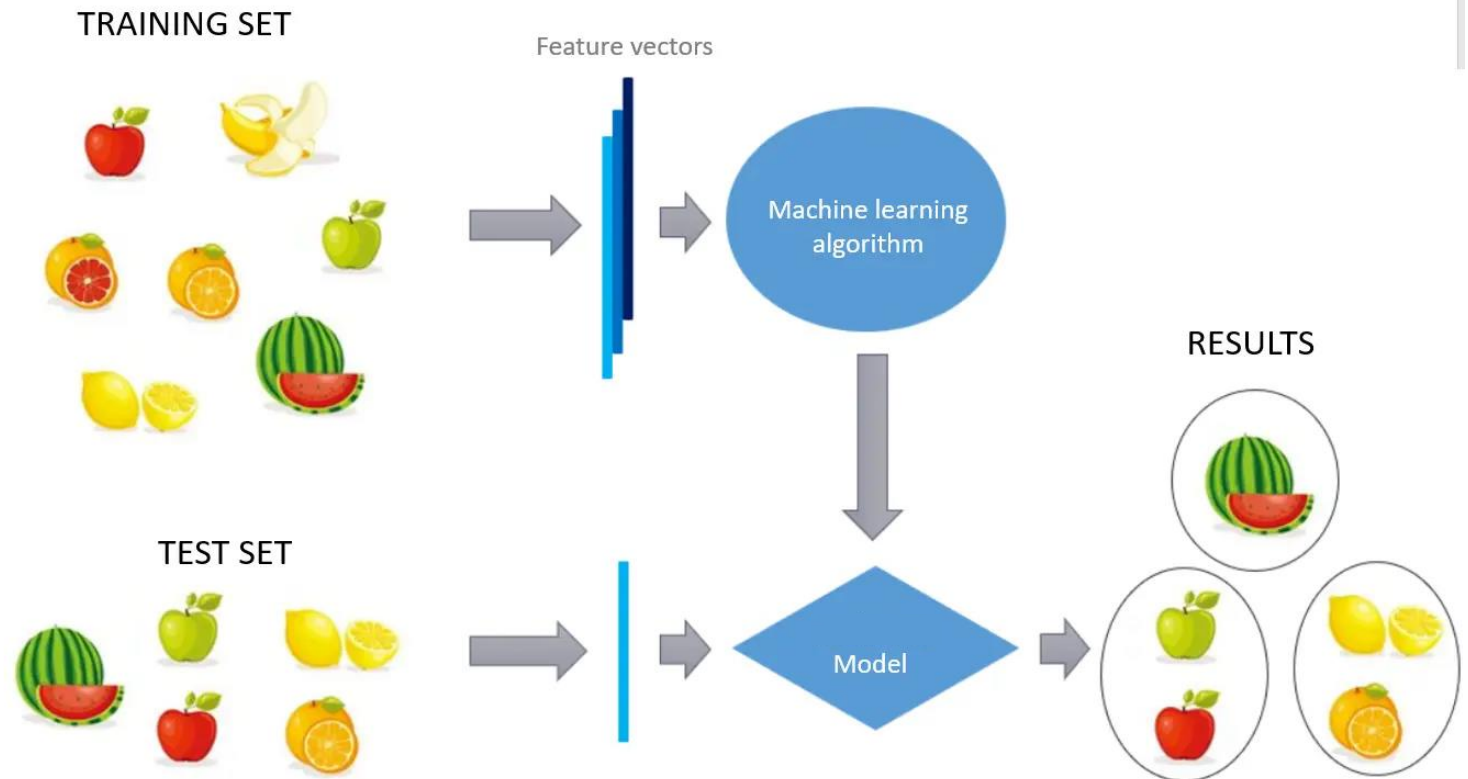 TRAINING SET
Feature vectors
Machine learning
algorithm
RESULTS
TEST SET
Model